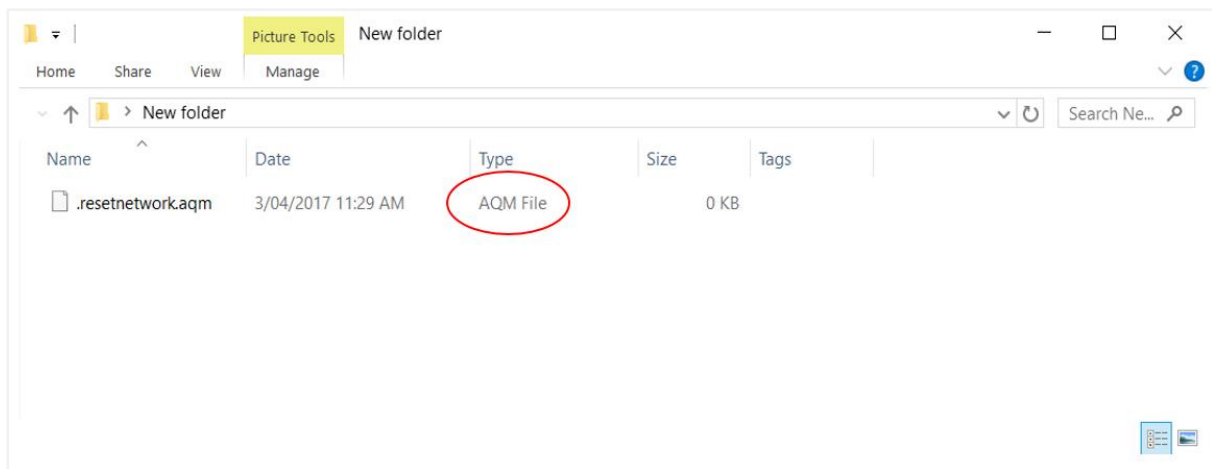 Picture Tools New folder
Home Share View Manage
New folder Search Ne...
Name Date Type Size Tags
.resetnetwork.aqm 3/04/2017 11:29 AM AQM File 0 KB